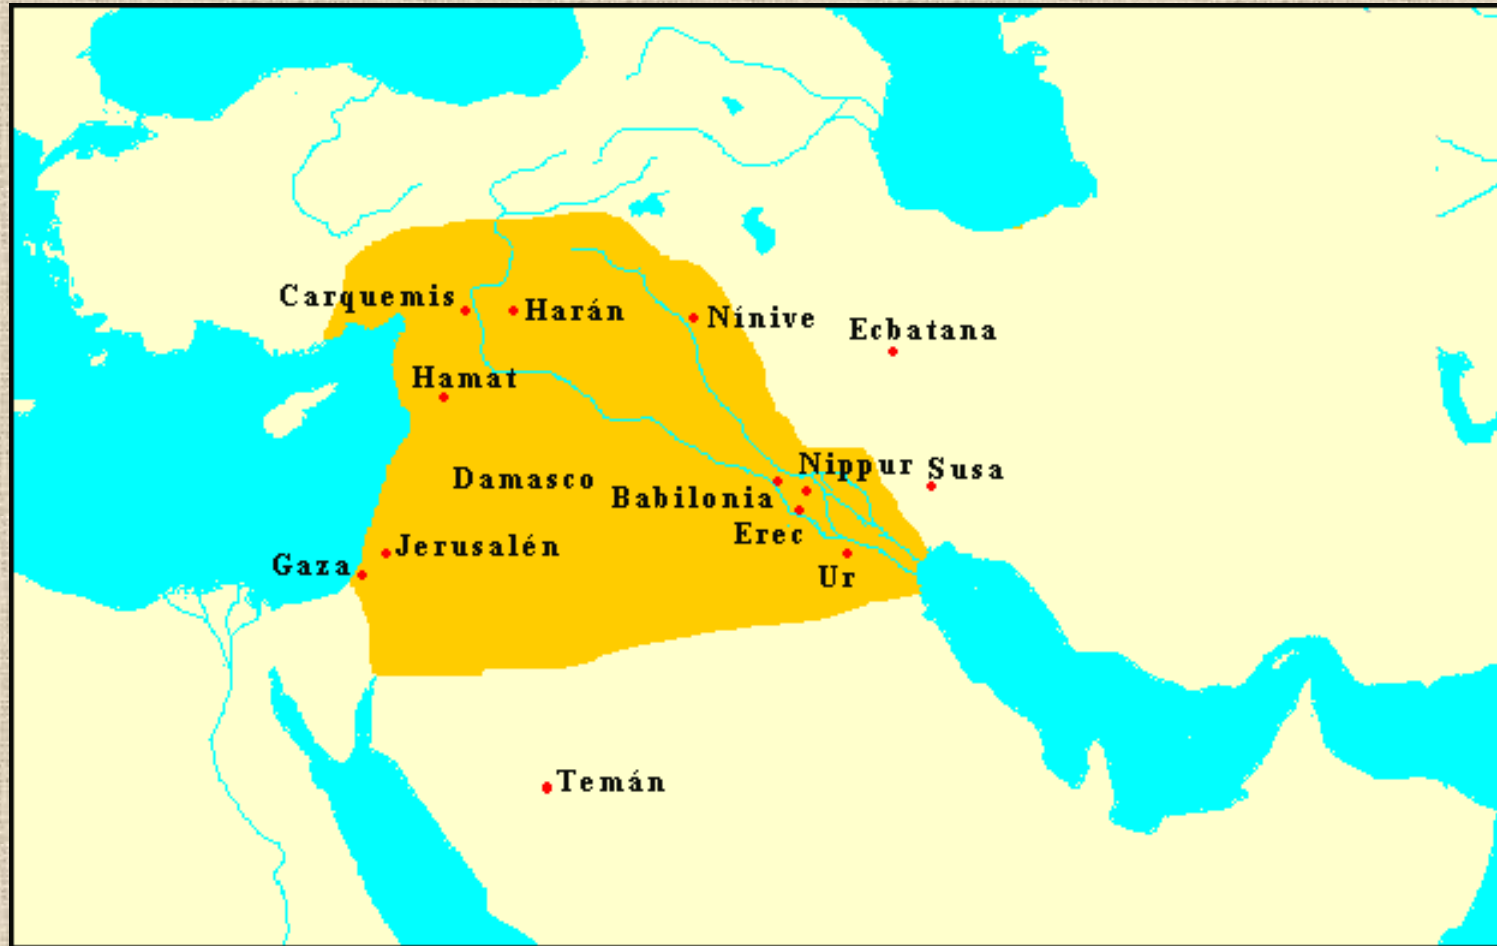 Carquemis
Harán
Nínive
Ecbatana
Hamat
Nippur
Susa
Damasco
Babilonia
Erec
Jerusalén
Gaza
Ur
Temán